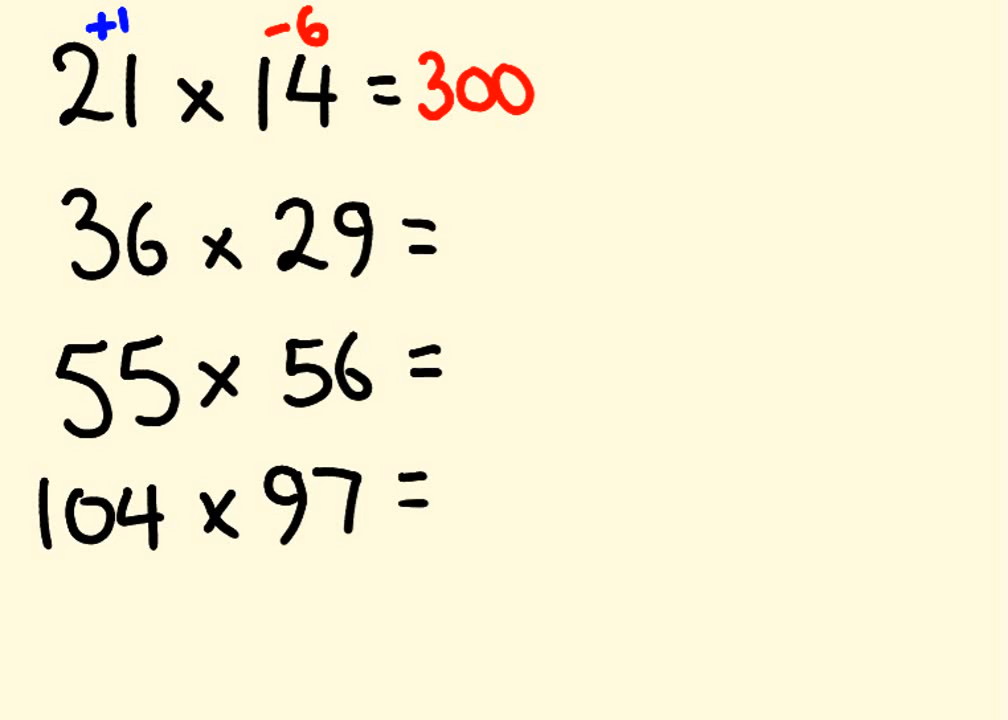 +1 -6
21 x 14 = 300
36 x 29 =
55 x 56 =
104 x 97 =